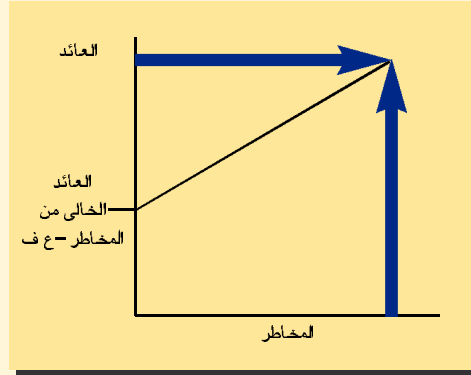 العائد
العائد
الخالى من
المخاطر – ع ف
المخاطر